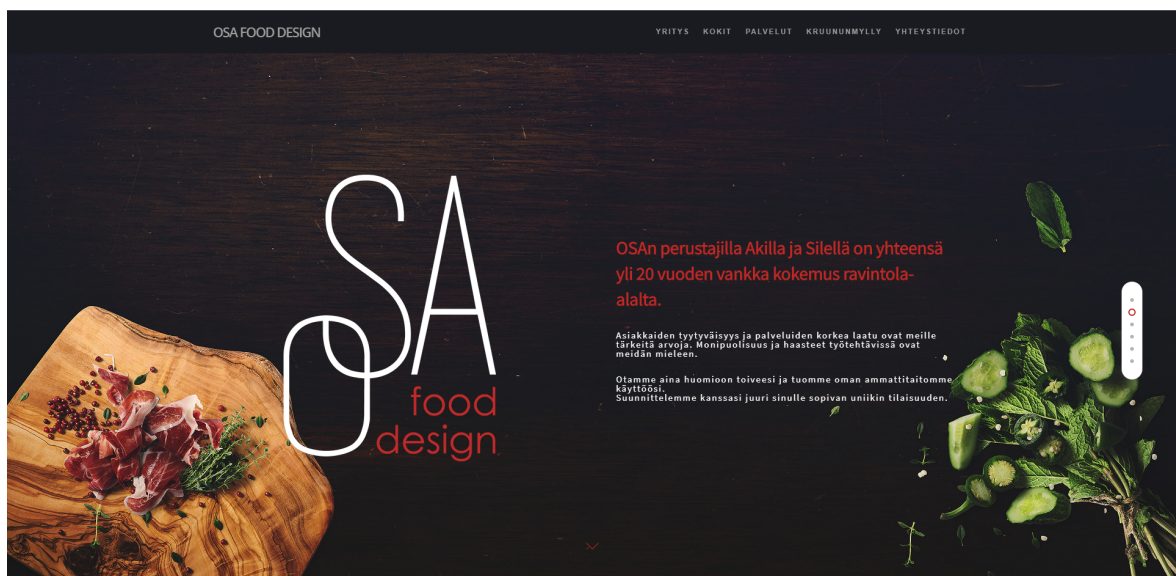 OSA FOOD DESIGN
YRITYS KOKIT PALVELUT KRUUNUNMYLLY YHTEYSTIEDOT
OSA
food
design
OSAn perustajilla Akilla ja Silellä on yhteensä
yli 20 vuoden vankka kokemus ravintola-
alalta.
Asiakkaiden tyytyväisyys ja palveluiden korkea laatu ovat meille
tärkeitä arvoja. Monipuolisuus ja haasteet työtehtävissä ovat
meidän mieleen.
Otamme aina huomioon toiveesi ja tuomme oman ammattitaitomme
käyttöösi.
Suunnittelemme kanssasi juuri sinulle sopivan uniikin tilaisuuden.